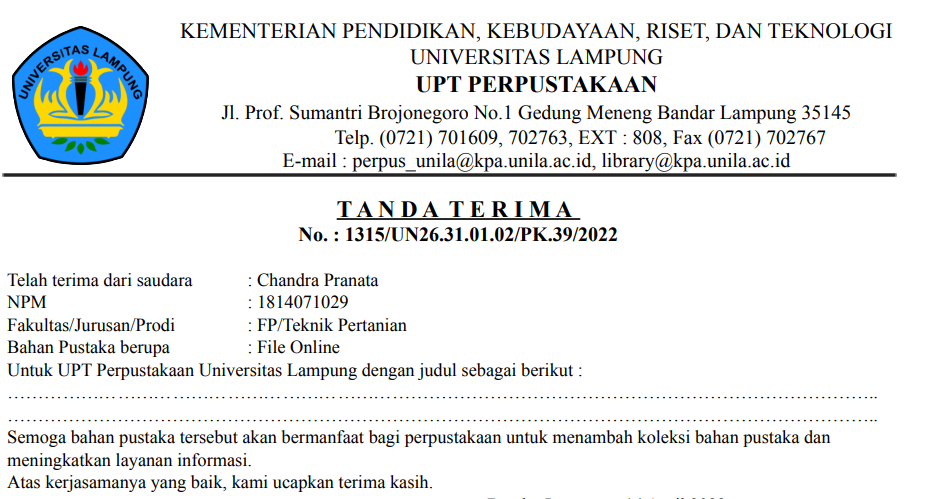 UNIVERSITAS LAMPUNG
KEMENTERIAN PENDIDIKAN, KEBUDAYAAN, RISET, DAN TEKNOLOGI
UNIVERSITAS LAMPUNG
UPT PERPUSTAKAAN
Jl. Prof. Sumantri Brojonegoro No.1 Gedung Meneng Bandar Lampung 35145
Telp. (0721) 701609, 702763, EXT : 808, Fax (0721) 702767
E-mail : perpus_unila@kpa.unila.ac.id, library@kpa.unila.ac.id
T A N D A  T E R I M A
No. : 1315/UN26.31.01.02/PK.39/2022
Telah terima dari saudara : Chandra Pranata
NPM : 1814071029
Fakultas/Jurusan/Prodi : FP/Teknik Pertanian
Bahan Pustaka berupa : File Online
Untuk UPT Perpustakaan Universitas Lampung dengan judul sebagai berikut :
……………………………………………………………………………………………..
……………………………………………………………………………………………..
Semoga bahan pustaka tersebut akan bermanfaat bagi perpustakaan untuk menambah koleksi bahan pustaka dan
meningkatkan layanan informasi.
Atas kerjasamanya yang baik, kami ucapkan terima kasih.